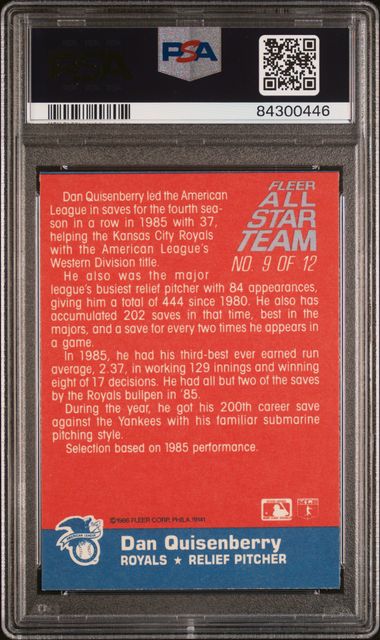 PSA
84300446
FLEER
ALL
STAR
TEAM
NO. 9 OF 12
Dan Quisenberry led the American
League in saves for the fourth sea-
son in a row in 1985 with 37,
helping the Kansas City Royals
with the American League's
Western Division title.
He also was the major
league's busiest relief pitcher with 84 appearances,
giving him a total of 444 since 1980. He also has
accumulated 202 saves in that time, best in the
majors, and a save for every two times he appears in
a game.
In 1985, he had his third-best ever earned run
average, 2.37, in working 129 innings and winning
eight of 17 decisions. He had all but two of the saves
by the Royals bullpen in '85.
During the year, he got his 200th career save
against the Yankees with his familiar submarine
pitching style.
Selection based on 1985 performance.
©1986 FLEER CORP., PHILA. 19141
AMERICAN LEAGUE
Dan Quisenberry
ROYALS ★ RELIEF PITCHER